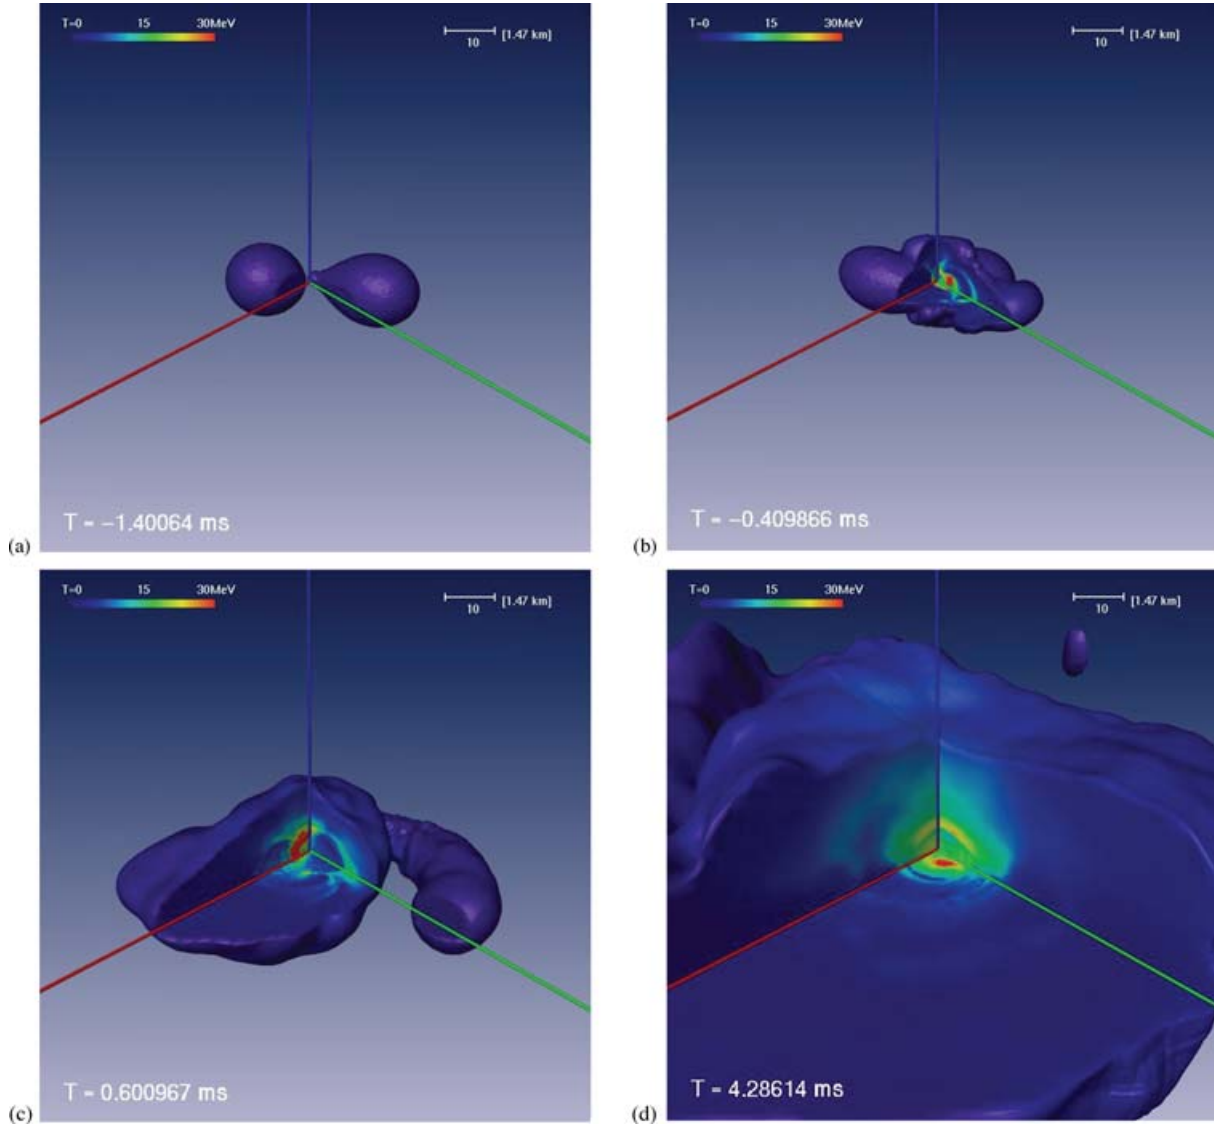 T=0 15 30MeV
10 [1.47 km]
T = −1.40064 ms
(a)
T=0 15 30MeV
10 [1.47 km]
T = −0.409866 ms
(b)
T=0 15 30MeV
10 [1.47 km]
T = 0.600967 ms
(c)
T=0 15 30MeV
10 [1.47 km]
T = 4.28614 ms
(d)